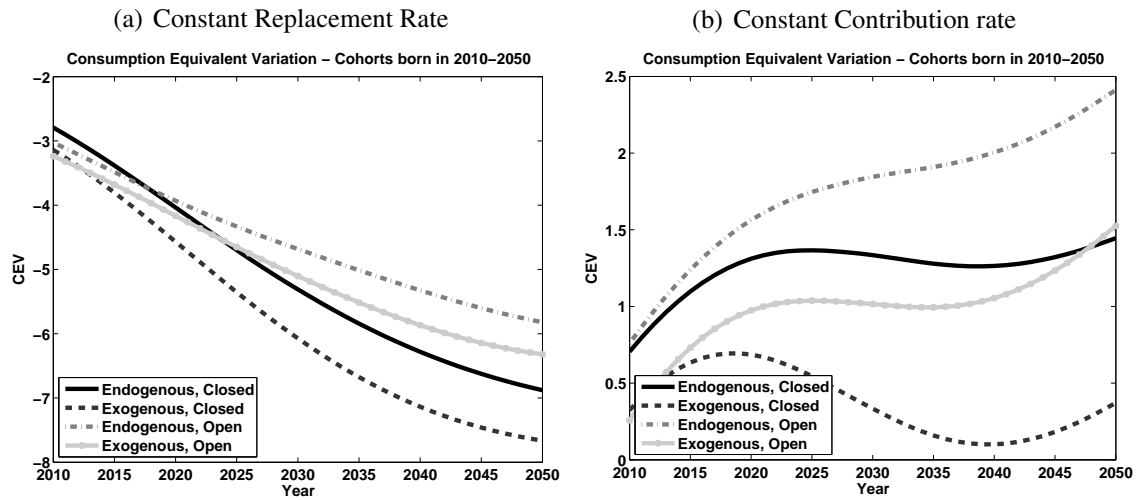 (a) Constant Replacement Rate
Consumption Equivalent Variation – Cohorts born in 2010–2050
−2
−3
−4
−5
−6
−7
−8
CEV
2010 2015 2020 2025 2030 2035 2040 2045 2050
Year
Endogenous, Closed
Exogenous, Closed
Endogenous, Open
Exogenous, Open
(b) Constant Contribution rate
Consumption Equivalent Variation – Cohorts born in 2010–2050
2.5
2
1.5
1
0.5
0
CEV
2010 2015 2020 2025 2030 2035 2040 2045 2050
Year
Endogenous, Closed
Exogenous, Closed
Endogenous, Open
Exogenous, Open